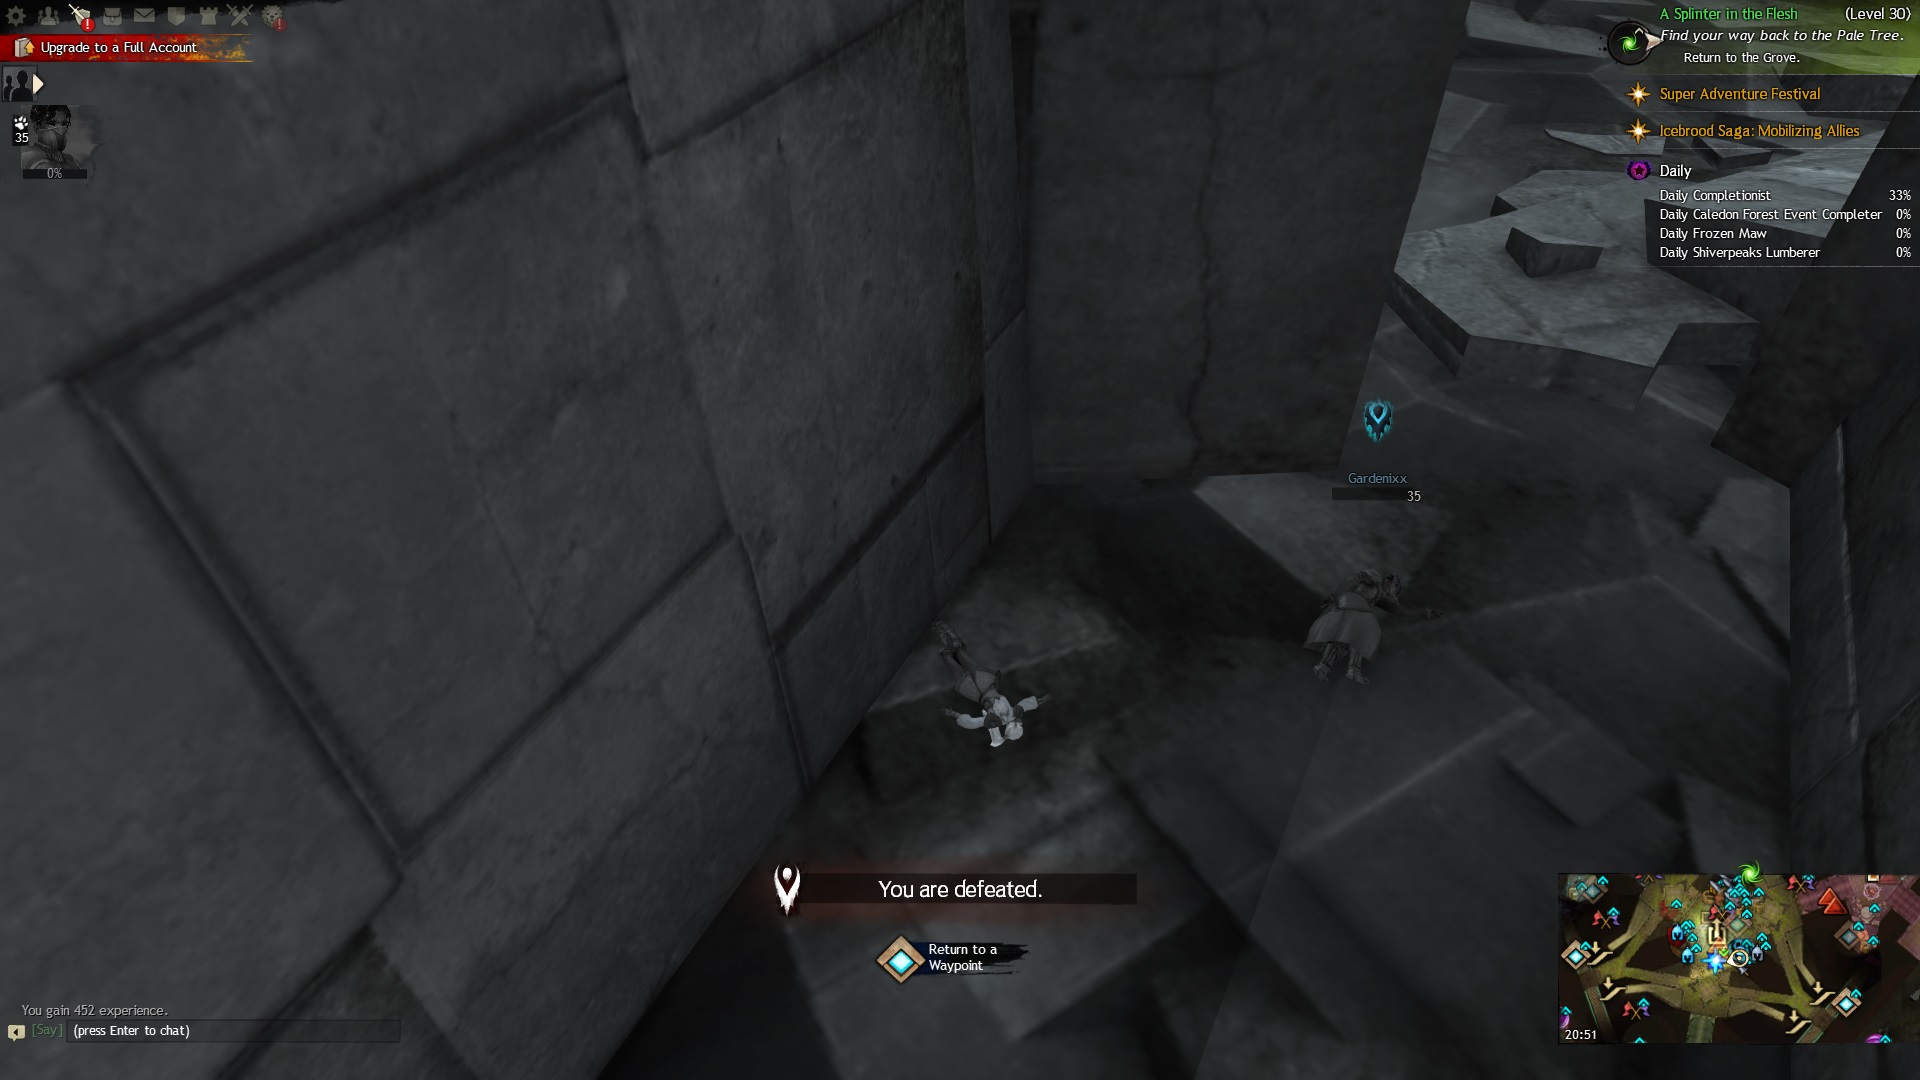 Upgrade to a Full Account
35
0%
A Splinter in the Flesh (Level 30)
Find your way back to the Pale Tree.
Return to the Grove.
Super Adventure Festival
Icebrood Saga: Mobilizing Allies
Daily
Daily Completionist 33%
Daily Caledon Forest Event Completer 0%
Daily Frozen Maw 0%
Daily Shiverpeaks Lumberer 0%
Gardenixx
35
You are defeated.
Return to a
Waypoint
You gain 452 experience.
[Say] (press Enter to chat)
20:51